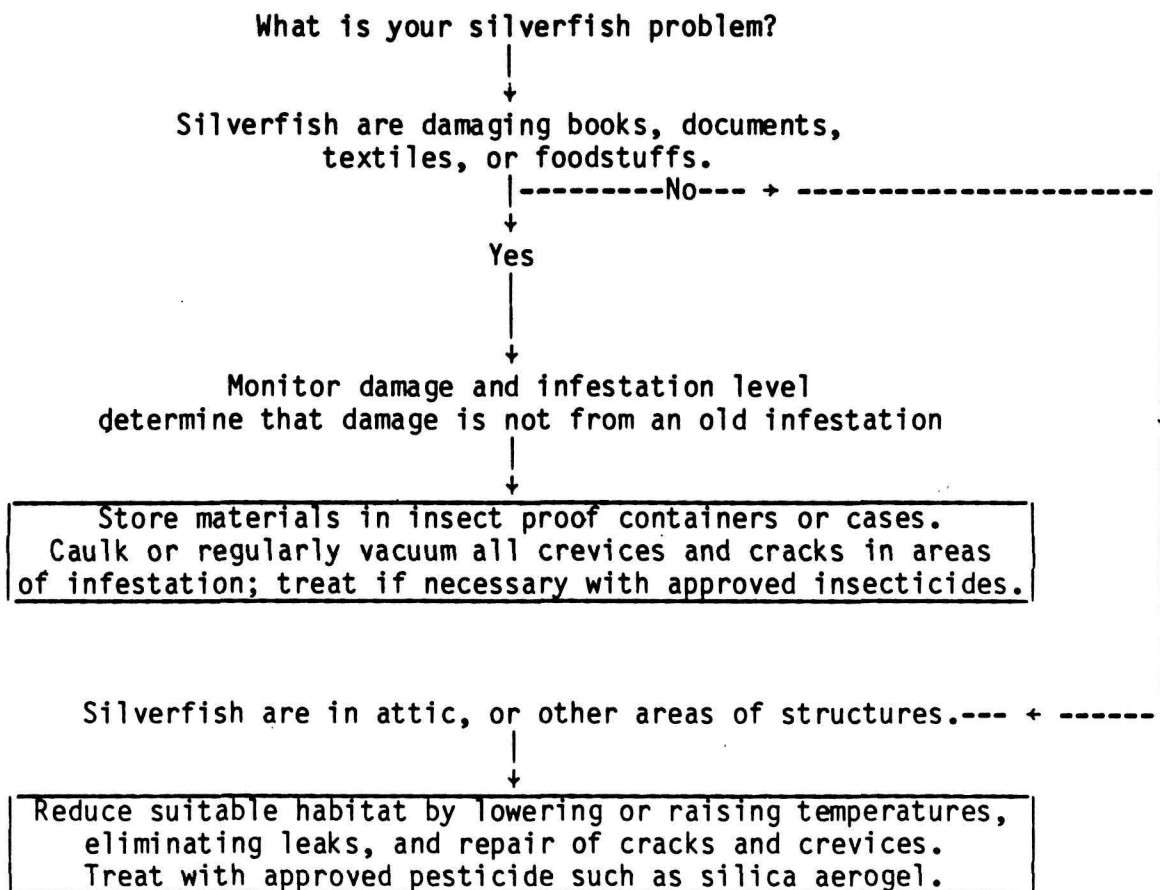 What is your silverfish problem?
Silverfish are damaging books, documents,
textiles, or foodstuffs.
No
Yes
Monitor damage and infestation level
determine that damage is not from an old infestation
Store materials in insect proof containers or cases.
Caulk or regularly vacuum all crevices and cracks in areas
of infestation; treat if necessary with approved insecticides.
Silverfish are in attic, or other areas of structures.
Reduce suitable habitat by lowering or raising temperatures,
eliminating leaks, and repair of cracks and crevices.
Treat with approved pesticide such as silica aerogel.